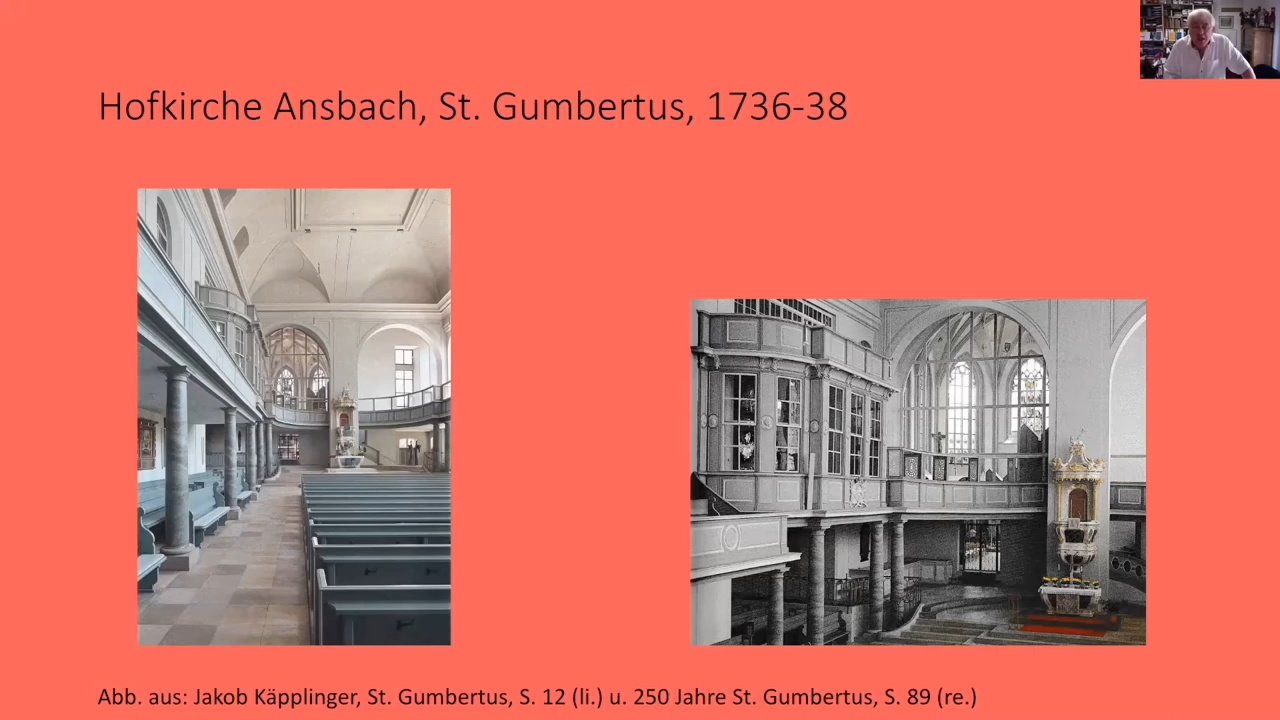 Hofkirche Ansbach, St. Gumbertus, 1736-38
Abb. aus: Jakob Käpplinger, St. Gumbertus, S. 12 (li.) u. 250 Jahre St. Gumbertus, S. 89 (re.)